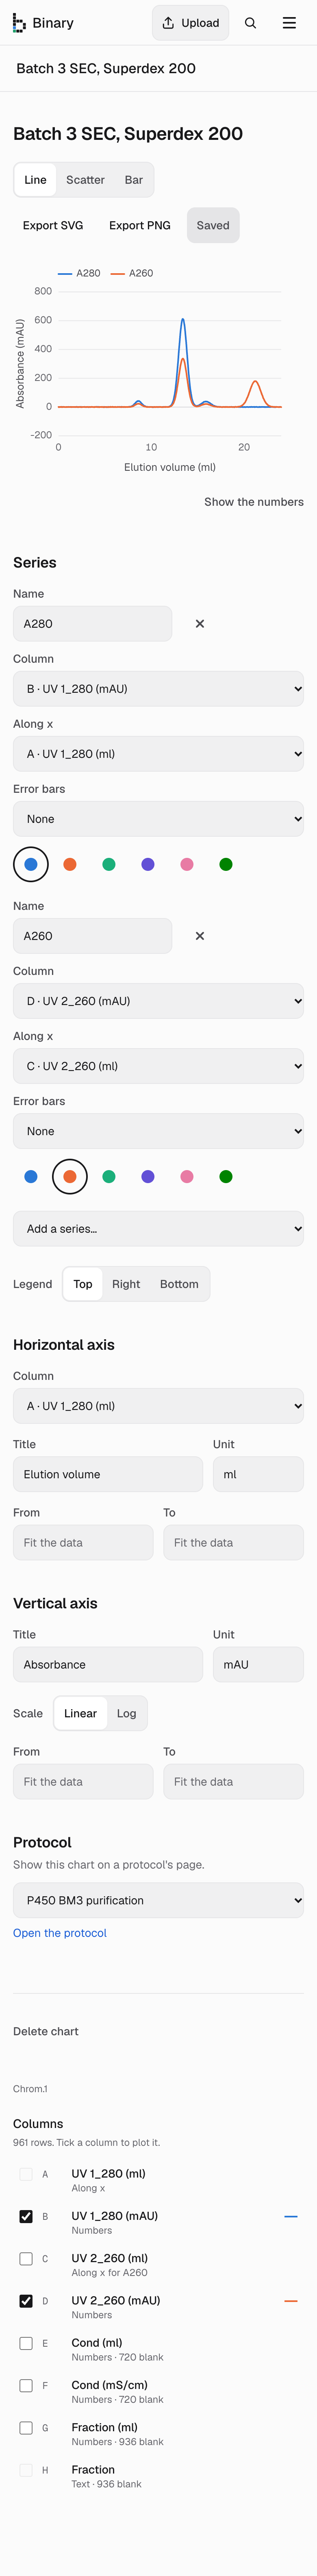 Binary
Upload
Batch 3 SEC, Superdex 200
Batch 3 SEC, Superdex 200
Line Scatter Bar
Export SVG Export PNG Saved
A280 A260
800
600
400
200
0
-200
Absorbance (mAU)
0 10 20
Elution volume (ml)
Show the numbers
Series
Name
A280
Column
B · UV 1_280 (mAU)
Along x
A · UV 1_280 (ml)
Error bars
None
Name
A260
Column
D · UV 2_260 (mAU)
Along x
C · UV 2_260 (ml)
Error bars
None
Add a series...
Legend Top Right Bottom
Horizontal axis
Column
A · UV 1_280 (ml)
Title Unit
Elution volume ml
From To
Fit the data Fit the data
Vertical axis
Title Unit
Absorbance mAU
Scale Linear Log
From To
Fit the data Fit the data
Protocol
Show this chart on a protocol's page.
P450 BM3 purification
Open the protocol
Delete chart
Chrom.1
Columns
961 rows. Tick a column to plot it.
A UV 1_280 (ml)
Along x
B UV 1_280 (mAU)
Numbers
C UV 2_260 (ml)
Along x for A260
D UV 2_260 (mAU)
Numbers
E Cond (ml)
Numbers · 720 blank
F Cond (mS/cm)
Numbers · 720 blank
G Fraction (ml)
Numbers · 936 blank
H Fraction
Text · 936 blank